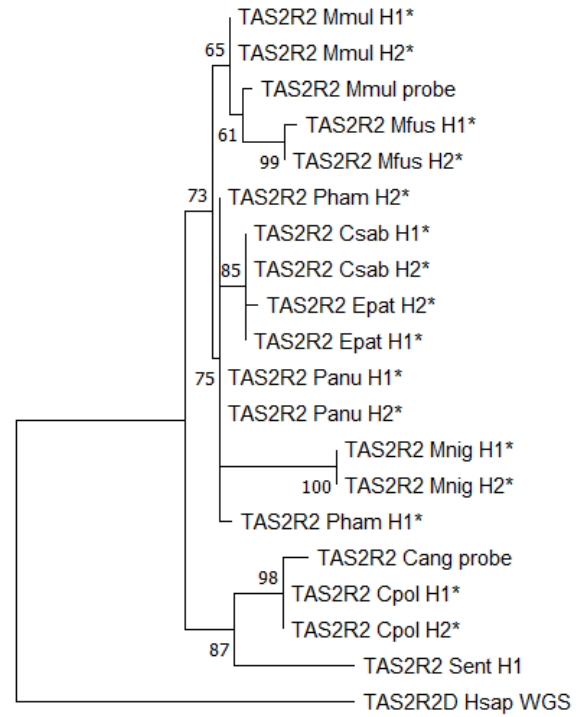 TAS2R2 Mmul H1*
65
TAS2R2 Mmul H2*
TAS2R2 Mmul probe
61
TAS2R2 Mfus H1*
99
TAS2R2 Mfus H2*
73
TAS2R2 Pham H2*
TAS2R2 Csab H1*
85
TAS2R2 Csab H2*
TAS2R2 Epat H2*
TAS2R2 Epat H1*
75
TAS2R2 Panu H1*
TAS2R2 Panu H2*
TAS2R2 Mnig H1*
100
TAS2R2 Mnig H2*
TAS2R2 Pham H1*
TAS2R2 Cang probe
98
TAS2R2 Cpol H1*
TAS2R2 Cpol H2*
87
TAS2R2 Sent H1
TAS2R2D Hsap WGS